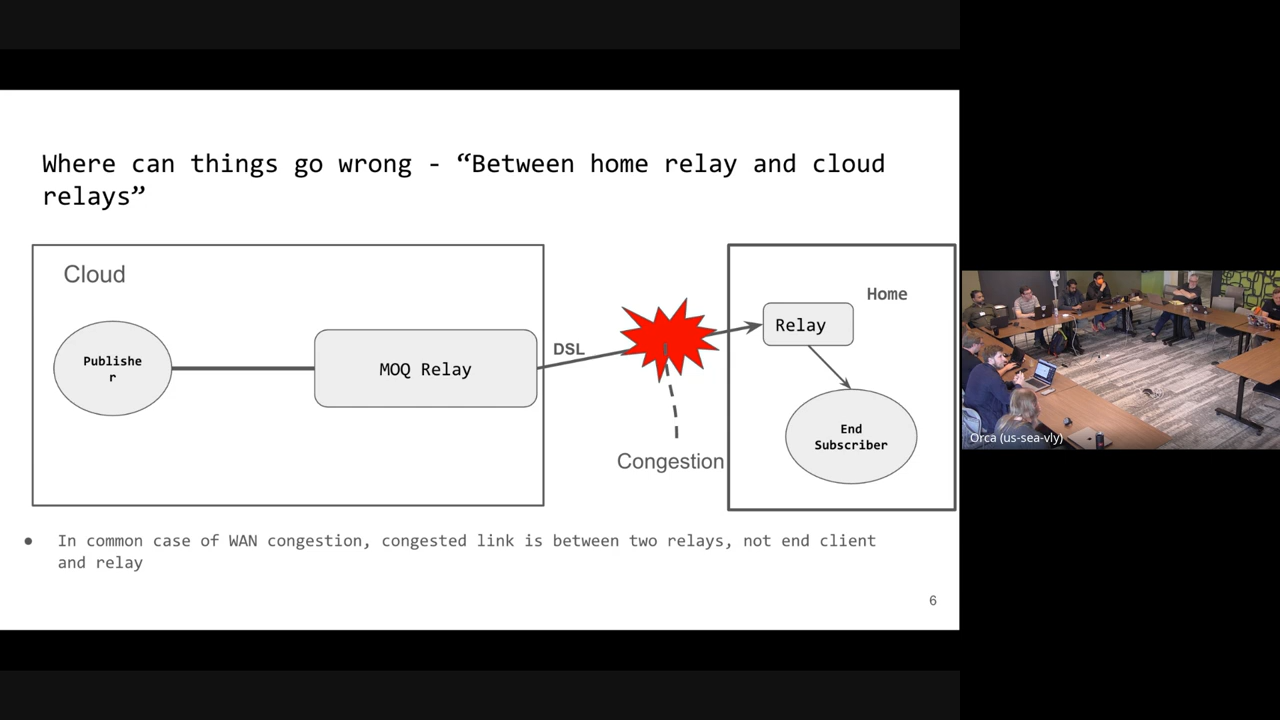 Where can things go wrong - “Between home relay and cloud
relays”
Cloud
Publishe
r
MOQ Relay
DSL
Congestion
Home
Relay
End
Subscriber
● In common case of WAN congestion, congested link is between two relays, not end client
and relay
6
Orca (us-sea-vly)